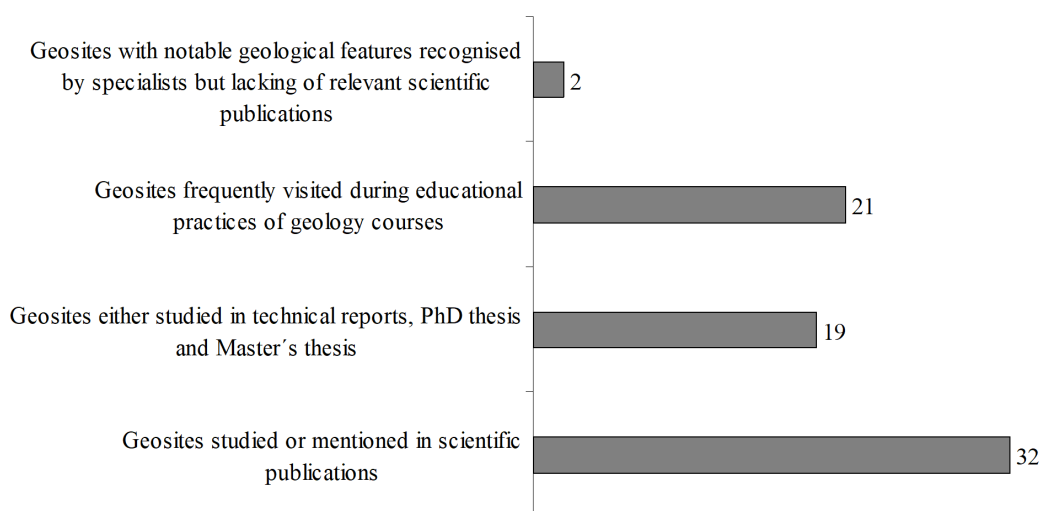 Geosites with notable geological features recognised
by specialists but lacking of relevant scientific
publications
2
Geosites frequently visited during educational
practices of geology courses
21
Geosites either studied in technical reports, PhD thesis
and Master´s thesis
19
Geosites studied or mentioned in scientific
publications
32